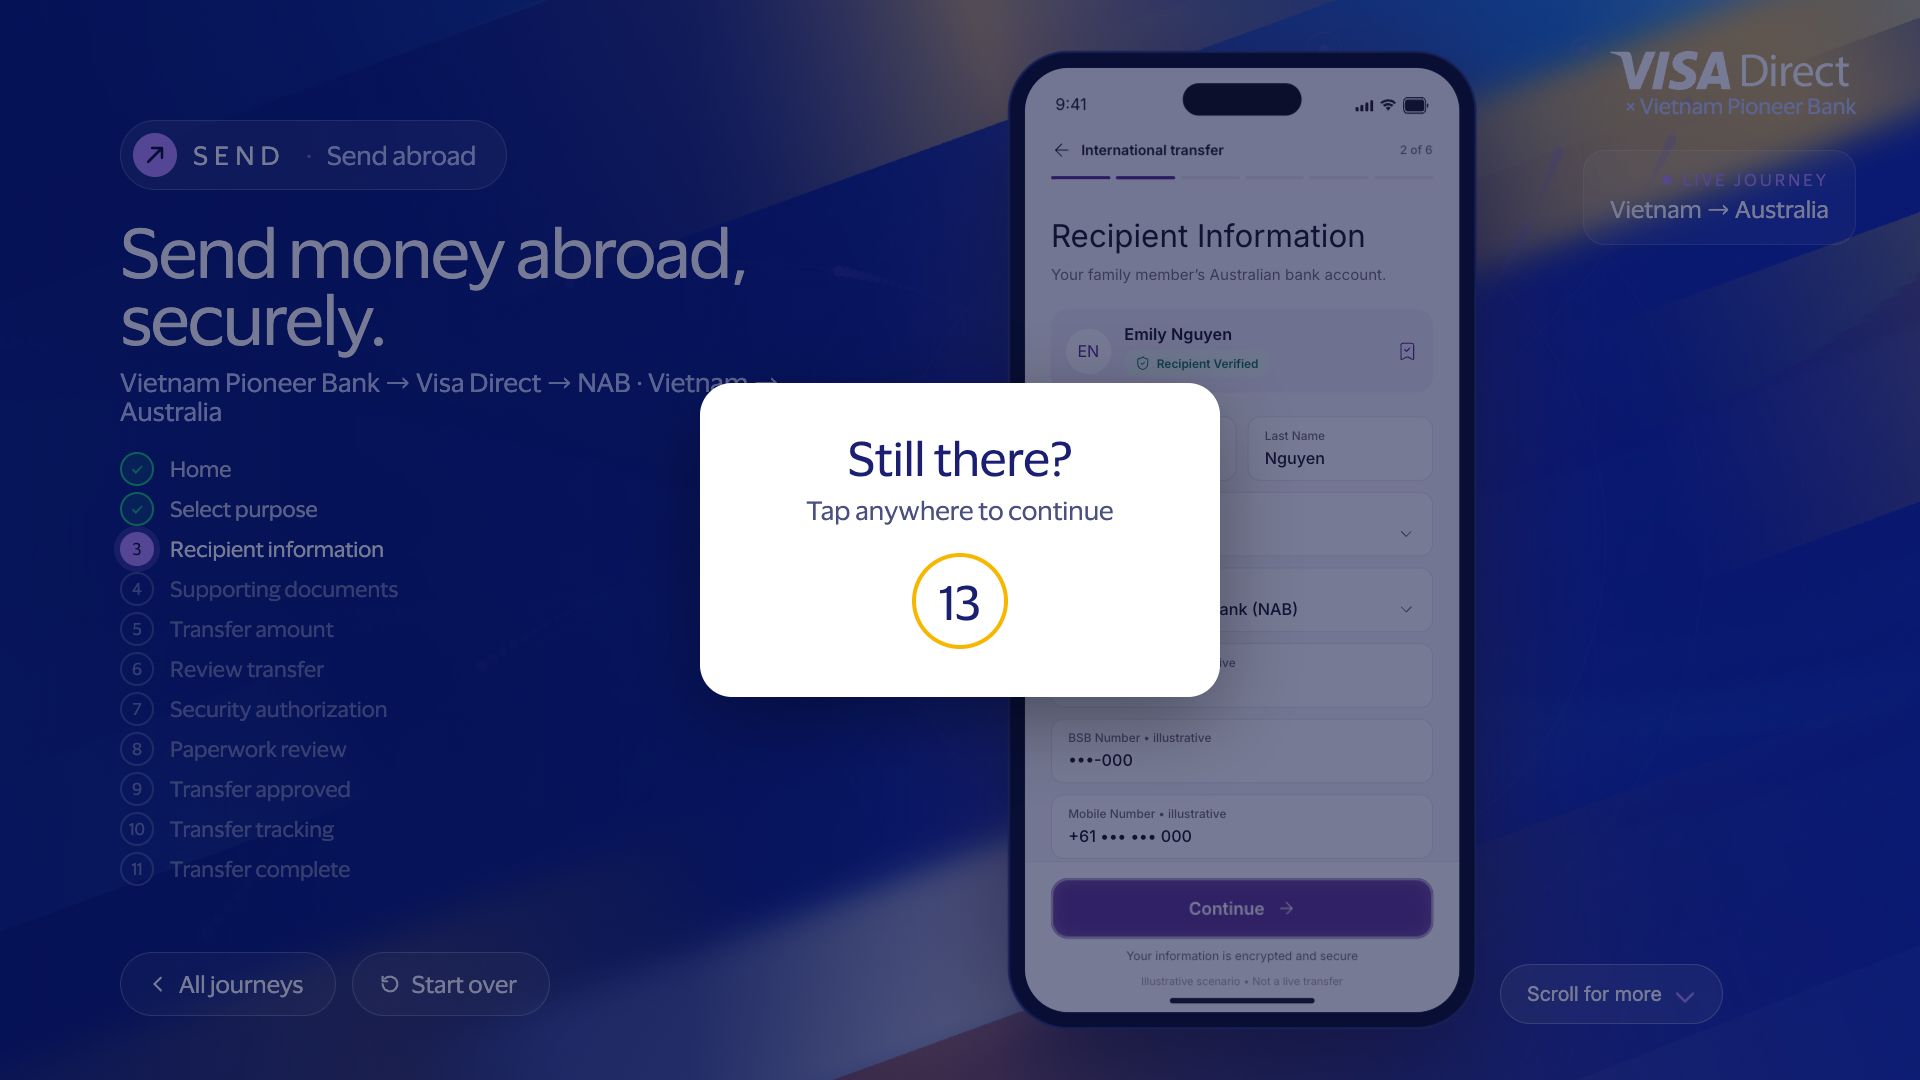 SEND · Send abroad
Send money abroad,
securely.
Vietnam Pioneer Bank → Visa Direct → NAB · Vietnam →
Australia
Home
Select purpose
3 Recipient information
4 Supporting documents
5 Transfer amount
6 Review transfer
7 Security authorization
8 Paperwork review
9 Transfer approved
10 Transfer tracking
11 Transfer complete
All journeys
Start over
Still there?
Tap anywhere to continue
13
9:41
International transfer
2 of 6
Recipient Information
Your family member's Australian bank account.
EN
Emily Nguyen
Recipient Verified
Last Name
Nguyen
(NAB)
BSB Number • illustrative
•••-000
Mobile Number • illustrative
+61 ••• ••• 000
Continue →
Your information is encrypted and secure
Illustrative scenario • Not a live transfer
VISA Direct
× Vietnam Pioneer Bank
LIVE JOURNEY
Vietnam → Australia
Scroll for more